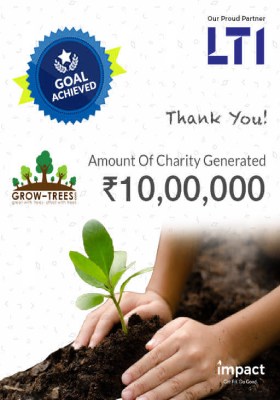 Our Proud Partner
LTI
GOAL
ACHIEVED
Thank You!
Amount Of Charity Generated
₹10,00,000
GROW-TREES
impact